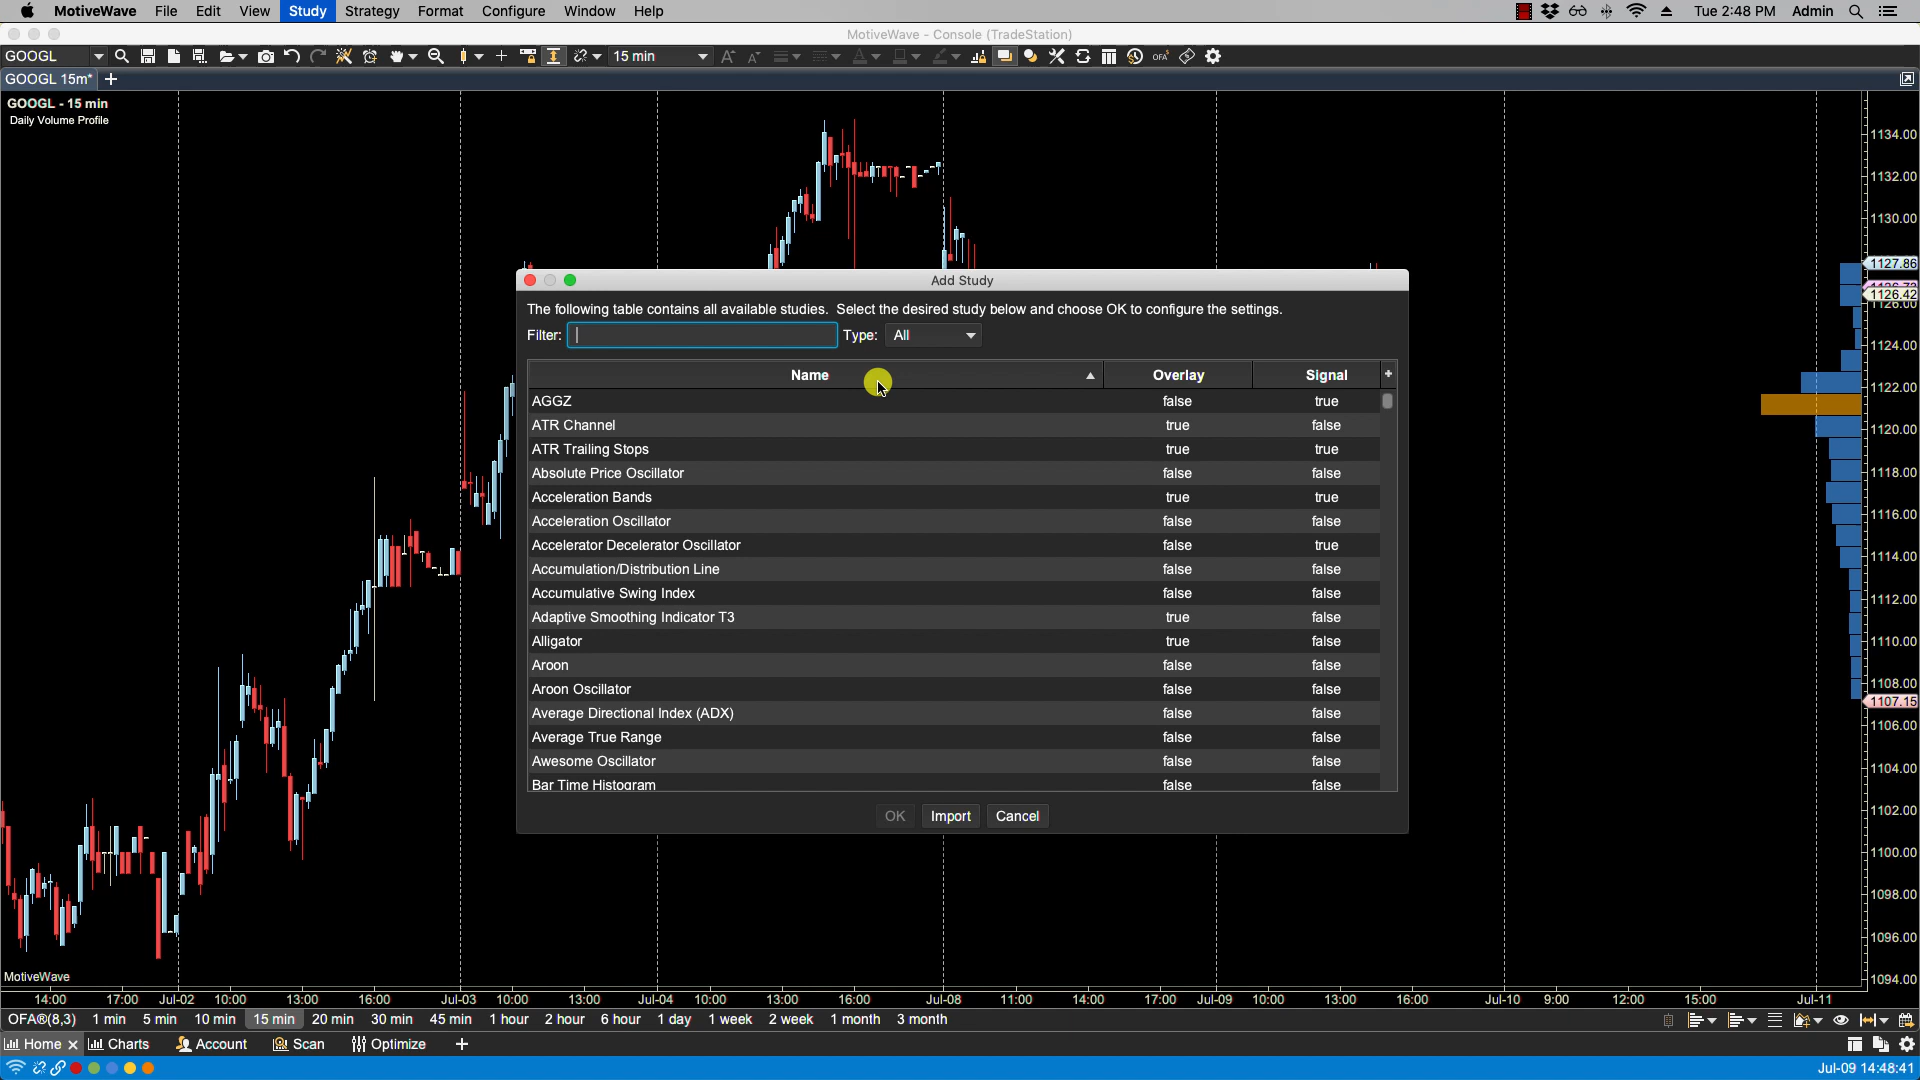 MotiveWave File Edit View Study Strategy Format Configure Window Help Tue 2:48 PM Admin
MotiveWave - Console (TradeStation)
GOOGL 15 min
GOOGL 15m* +
GOOGL - 15 min
Daily Volume Profile
Add Study
The following table contains all available studies. Select the desired study below and choose OK to configure the settings.
Filter: Type: All
Name Overlay Signal +
AGGZ false true
ATR Channel true false
ATR Trailing Stops true true
Absolute Price Oscillator false false
Acceleration Bands true true
Acceleration Oscillator false false
Accelerator Decelerator Oscillator false true
Accumulation/Distribution Line false false
Accumulative Swing Index false false
Adaptive Smoothing Indicator T3 true false
Alligator true false
Aroon false false
Aroon Oscillator false false
Average Directional Index (ADX) false false
Average True Range false false
Awesome Oscillator false false
Bar Time Histogram false false
OK Import Cancel
1134.00
1132.00
1130.00
1127.86
1126.42
1124.00
1122.00
1120.00
1118.00
1116.00
1114.00
1112.00
1110.00
1108.00
1107.15
1106.00
1104.00
1102.00
1100.00
1098.00
1096.00
1094.00
MotiveWave
14:00 17:00 Jul-02 10:00 13:00 16:00 Jul-03 10:00 13:00 Jul-04 10:00 13:00 16:00 Jul-08 11:00 14:00 17:00 Jul-09 10:00 13:00 16:00 Jul-10 9:00 12:00 15:00 Jul-11
OFA®(8,3) 1 min 5 min 10 min 15 min 20 min 30 min 45 min 1 hour 2 hour 6 hour 1 day 1 week 2 week 1 month 3 month
Home Charts Account Scan Optimize +
Jul-09 14:48:41